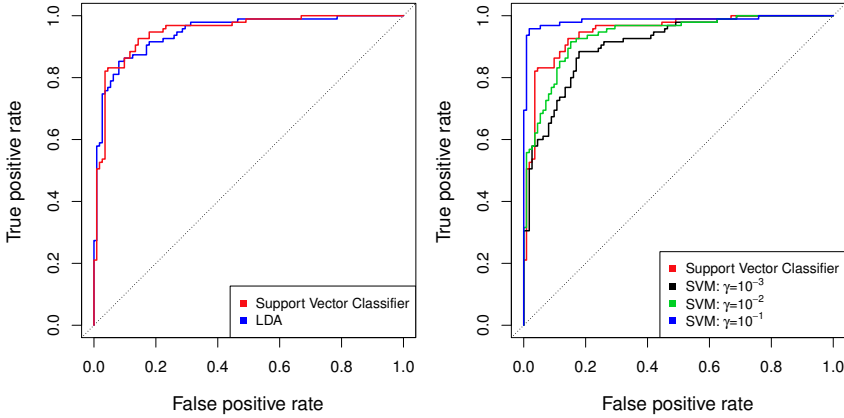 1.0
0.8
0.6
0.4
0.2
0.0
True positive rate
0.0 0.2 0.4 0.6 0.8 1.0
False positive rate
Support Vector Classifier
LDA
1.0
0.8
0.6
0.4
0.2
0.0
True positive rate
0.0 0.2 0.4 0.6 0.8 1.0
False positive rate
Support Vector Classifier
SVM: γ=10⁻³
SVM: γ=10⁻²
SVM: γ=10⁻¹